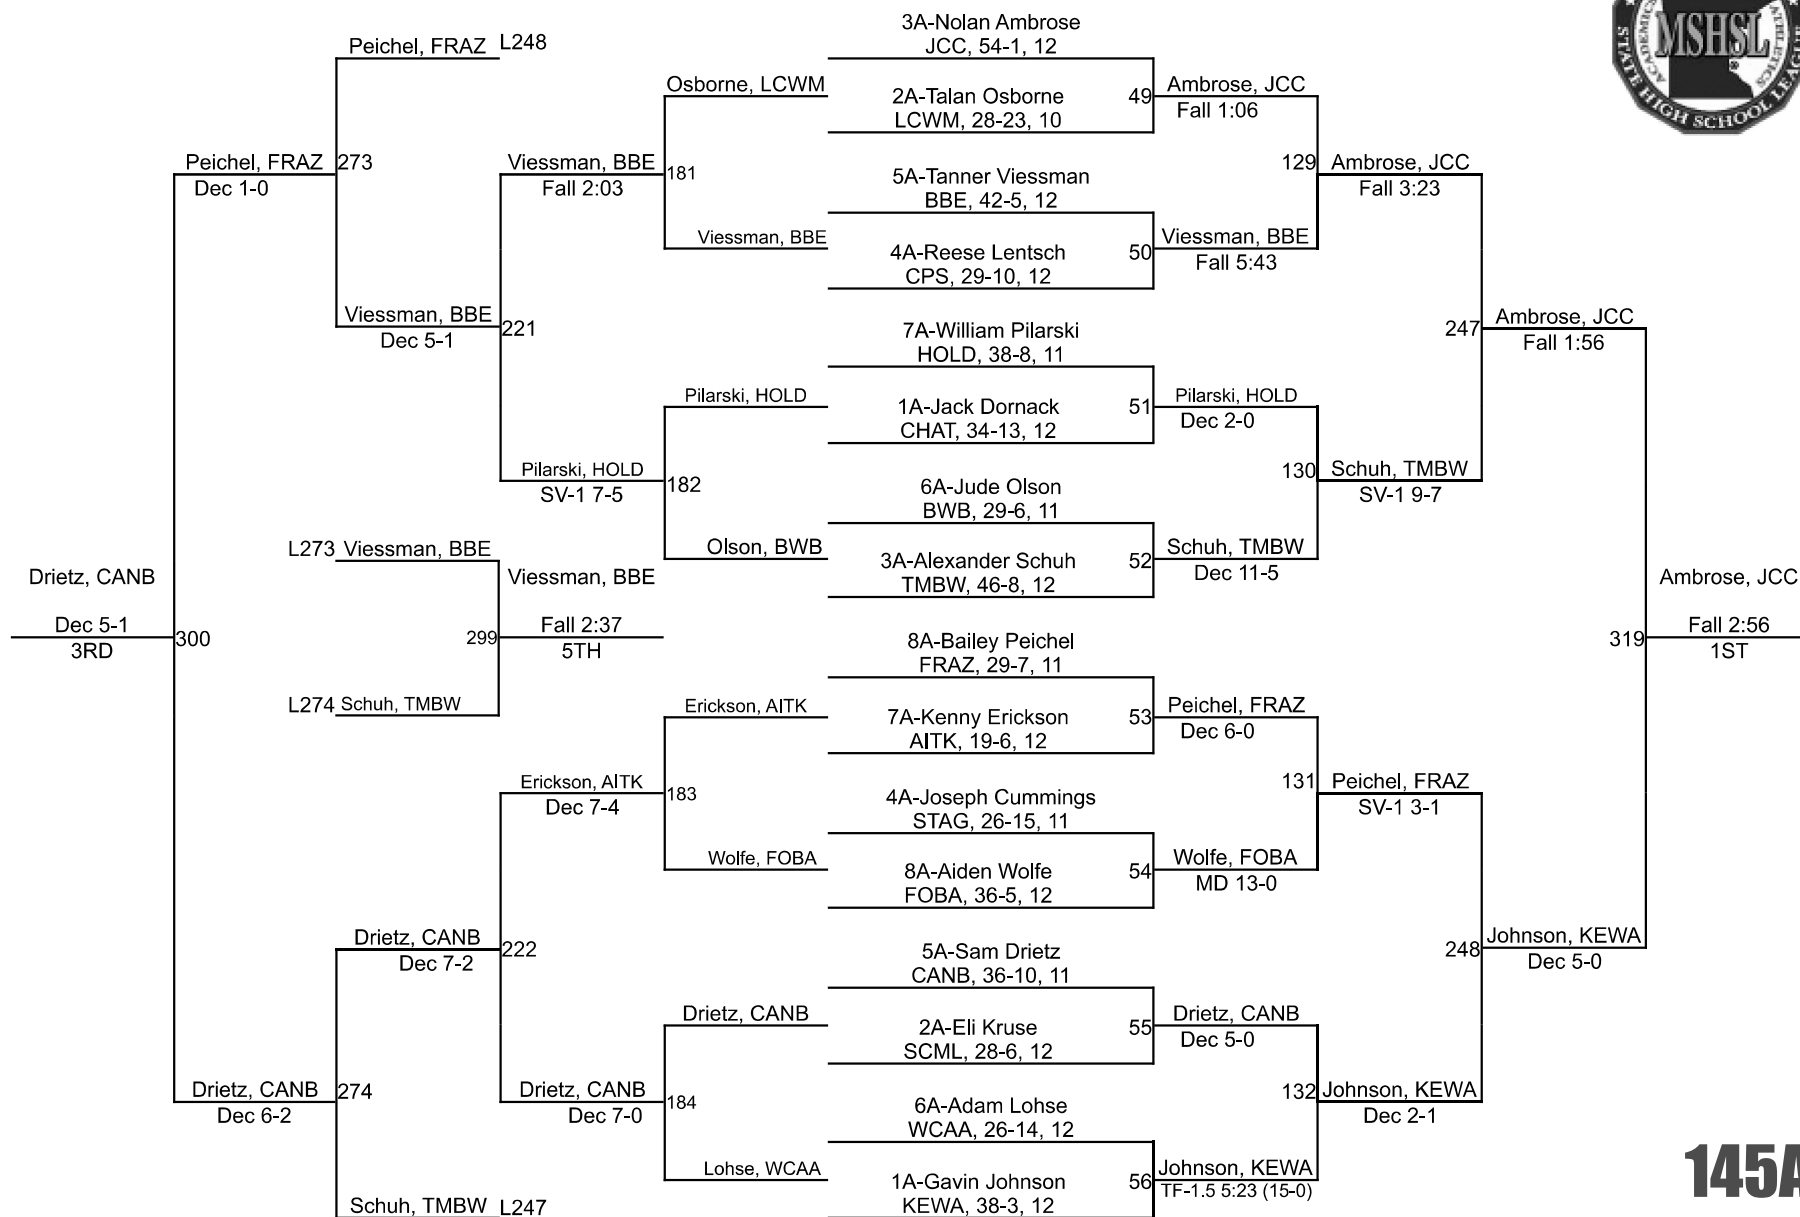 3A-Nolan Ambrose
JCC, 54-1, 12
2A-Talan Osborne
LCWM, 28-23, 10
5A-Tanner Viessman
BBE, 42-5, 12
4A-Reese Lentsch
CPS, 29-10, 12
7A-William Pilarski
HOLD, 38-8, 11
1A-Jack Dornack
CHAT, 34-13, 12
6A-Jude Olson
BWB, 29-6, 11
3A-Alexander Schuh
TMBW, 46-8, 12
8A-Bailey Peichel
FRAZ, 29-7, 11
7A-Kenny Erickson
AITK, 19-6, 12
4A-Joseph Cummings
STAG, 26-15, 11
8A-Aiden Wolfe
FOBA, 36-5, 12
5A-Sam Drietz
CANB, 36-10, 11
2A-Eli Kruse
SCML, 28-6, 12
6A-Adam Lohse
WCAA, 26-14, 12
1A-Gavin Johnson
KEWA, 38-3, 12
49 Ambrose, JCC
Fall 1:06
50 Viessman, BBE
Fall 5:43
51 Pilarski, HOLD
Dec 2-0
52 Schuh, TMBW
Dec 11-5
53 Peichel, FRAZ
Dec 6-0
54 Wolfe, FOBA
MD 13-0
55 Drietz, CANB
Dec 5-0
56 Johnson, KEWA
TF-1.5 5:23 (15-0)
129 Ambrose, JCC
Fall 3:23
130 Schuh, TMBW
SV-1 9-7
131 Peichel, FRAZ
SV-1 3-1
132 Johnson, KEWA
Dec 2-1
247 Ambrose, JCC
Fall 1:56
248 Johnson, KEWA
Dec 5-0
Ambrose, JCC
319 Fall 2:56
1ST
Osborne, LCWM
Viessman, BBE
Pilarski, HOLD
Olson, BWB
Erickson, AITK
Wolfe, FOBA
Drietz, CANB
Lohse, WCAA
Viessman, BBE 181
Fall 2:03
Pilarski, HOLD 182
SV-1 7-5
Erickson, AITK 183
Dec 7-4
Drietz, CANB 184
Dec 7-0
Viessman, BBE 221
Dec 5-1
Drietz, CANB 222
Dec 7-2
Peichel, FRAZ L248
Schuh, TMBW L247
Peichel, FRAZ 273
Dec 1-0
Drietz, CANB 274
Dec 6-2
L273 Viessman, BBE
L274 Schuh, TMBW
Viessman, BBE
299 Fall 2:37
5TH
Drietz, CANB
Dec 5-1 300
3RD
MSHSL
STATE HIGH SCHOOL LEAGUE
ACADEMICS
ATHLETICS
145A